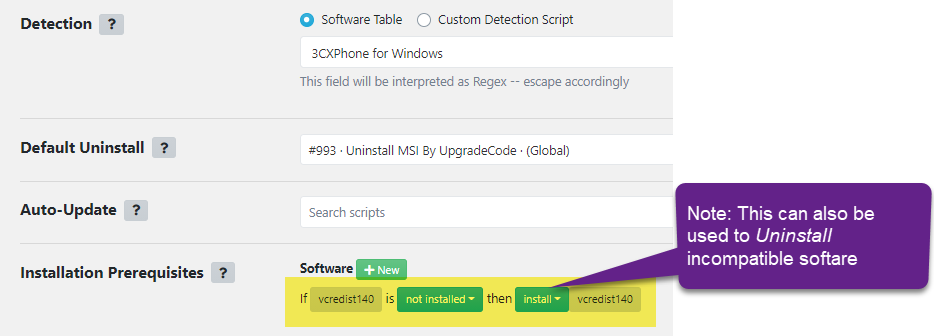 Detection ? Software Table Custom Detection Script
3CXPhone for Windows
This field will be interpreted as Regex -- escape accordingly
Default Uninstall ? #993 · Uninstall MSI By UpgradeCode · (Global)
Auto-Update ? Search scripts
Note: This can also be
used to Uninstall
incompatible softare
Installation Prerequisites ? Software + New
If vcredist140 is not installed then install vcredist140